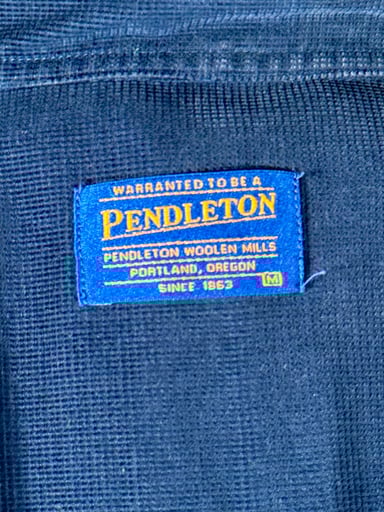 WARRANTED TO BE A
PENDLETON
PENDLETON WOOLEN MILLS
PORTLAND, OREGON
SINCE 1863 M